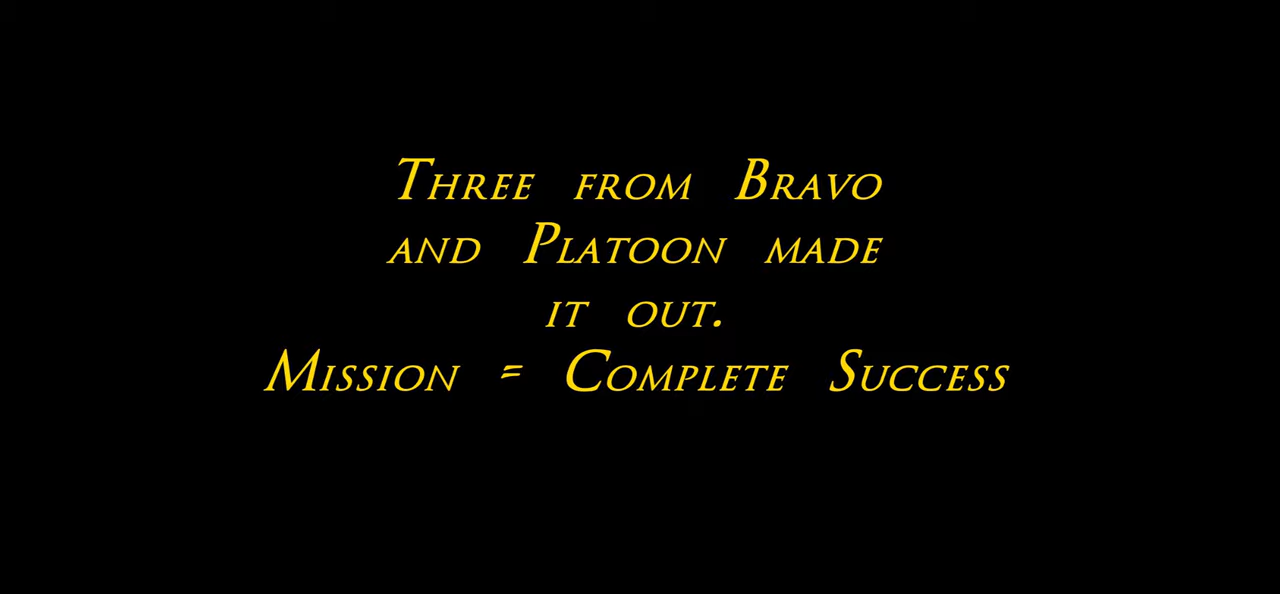 Three from Bravo
and Platoon made
it out.
Mission = Complete Success